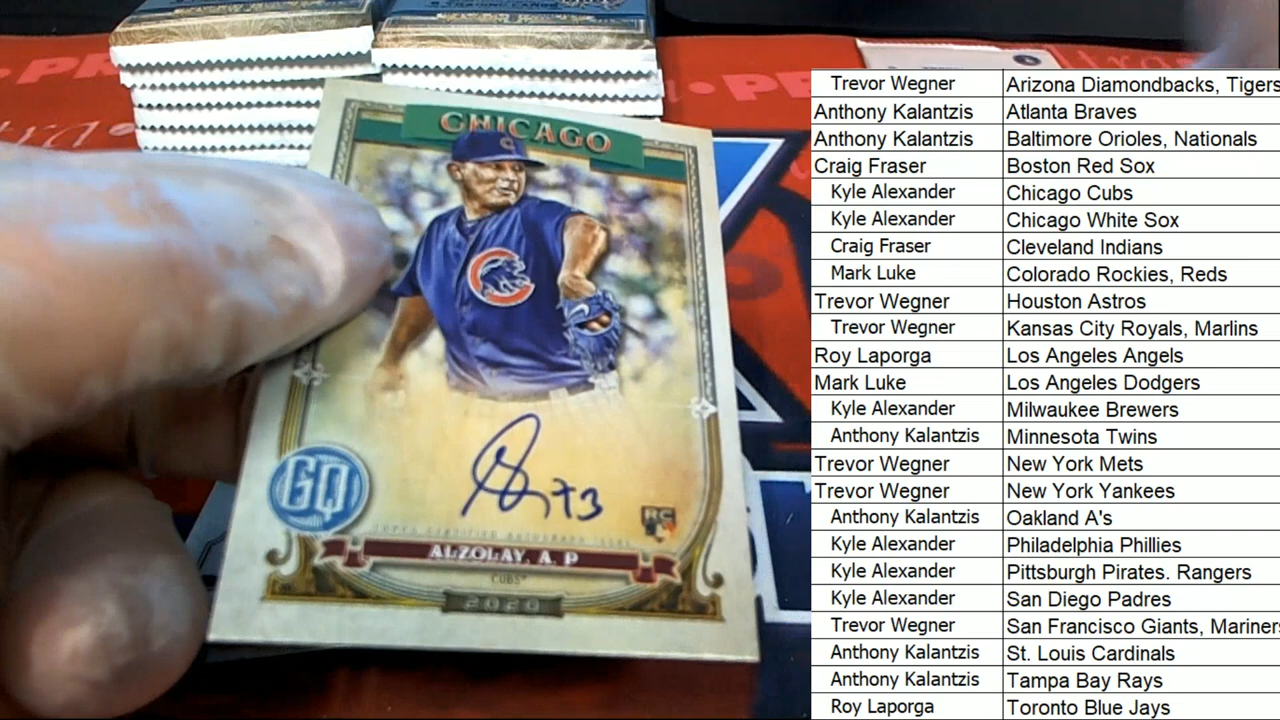 CHICAGO
C
GQ
73
RC
TOPPS CERTIFIED AUTOGRAPH ISSUE
ALZOLAY, A. P
CUBS
2020
Trevor Wegner Arizona Diamondbacks, Tigers
Anthony Kalantzis Atlanta Braves
Anthony Kalantzis Baltimore Orioles, Nationals
Craig Fraser Boston Red Sox
Kyle Alexander Chicago Cubs
Kyle Alexander Chicago White Sox
Craig Fraser Cleveland Indians
Mark Luke Colorado Rockies, Reds
Trevor Wegner Houston Astros
Trevor Wegner Kansas City Royals, Marlins
Roy Laporga Los Angeles Angels
Mark Luke Los Angeles Dodgers
Kyle Alexander Milwaukee Brewers
Anthony Kalantzis Minnesota Twins
Trevor Wegner New York Mets
Trevor Wegner New York Yankees
Anthony Kalantzis Oakland A's
Kyle Alexander Philadelphia Phillies
Kyle Alexander Pittsburgh Pirates. Rangers
Kyle Alexander San Diego Padres
Trevor Wegner San Francisco Giants, Mariners
Anthony Kalantzis St. Louis Cardinals
Anthony Kalantzis Tampa Bay Rays
Roy Laporga Toronto Blue Jays